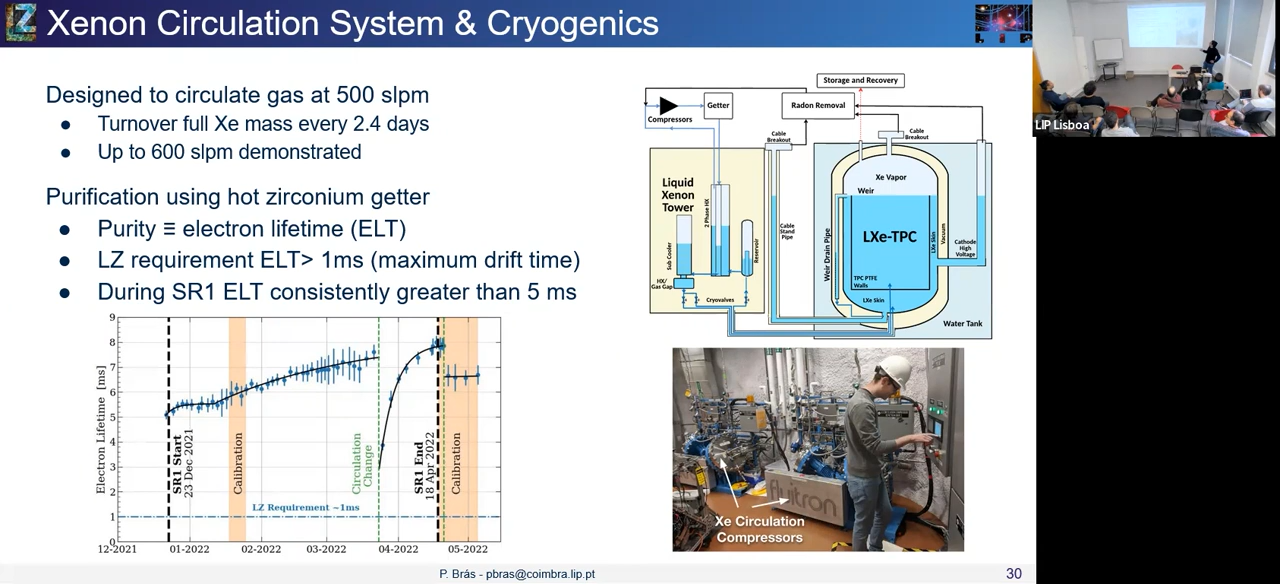 LZ
Xenon Circulation System & Cryogenics
LIP Lisboa
Designed to circulate gas at 500 slpm
● Turnover full Xe mass every 2.4 days
● Up to 600 slpm demonstrated
Purification using hot zirconium getter
● Purity ≡ electron lifetime (ELT)
● LZ requirement ELT> 1ms (maximum drift time)
● During SR1 ELT consistently greater than 5 ms
Storage and Recovery
Compressors
Getter
Radon Removal
Cable
Breakout
Cable
Breakout
Liquid
Xenon
Tower
Sub Cooler
2 Phase HX
Reservoir
HX/
Gas Gap
Cryovalves
Cable
Stand
Pipe
Weir Drain Pipe
Xe Vapor
Weir
LXe-TPC
LXe Skin
Vacuum
TPC PTFE
Walls
LXe Skin
Cathode
High
Voltage
Water Tank
Electron Lifetime [ms]
9
8
7
6
5
4
3
2
1
0
SR1 Start
23 Dec 2021
Calibration
Circulation
Change
SR1 End
18 Apr 2022
Calibration
LZ Requirement ~1ms
12-2021
01-2022
02-2022
03-2022
04-2022
05-2022
fluitron
Xe Circulation
Compressors
P. Brás - pbras@coimbra.lip.pt
30